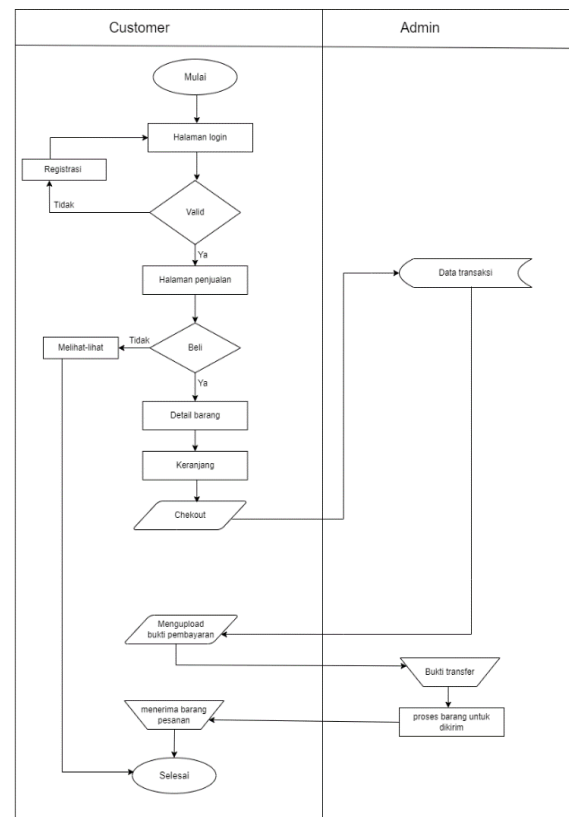 Customer
Admin
Mulai
Halaman login
Registrasi
Tidak
Valid
Ya
Halaman penjualan
Data transaksi
Melihat-lihat
Tidak
Beli
Ya
Detail barang
Keranjang
Chekout
Mengupload
bukti pembayaran
Bukti transfer
menerima barang
pesanan
proses barang untuk
dikirim
Selesai